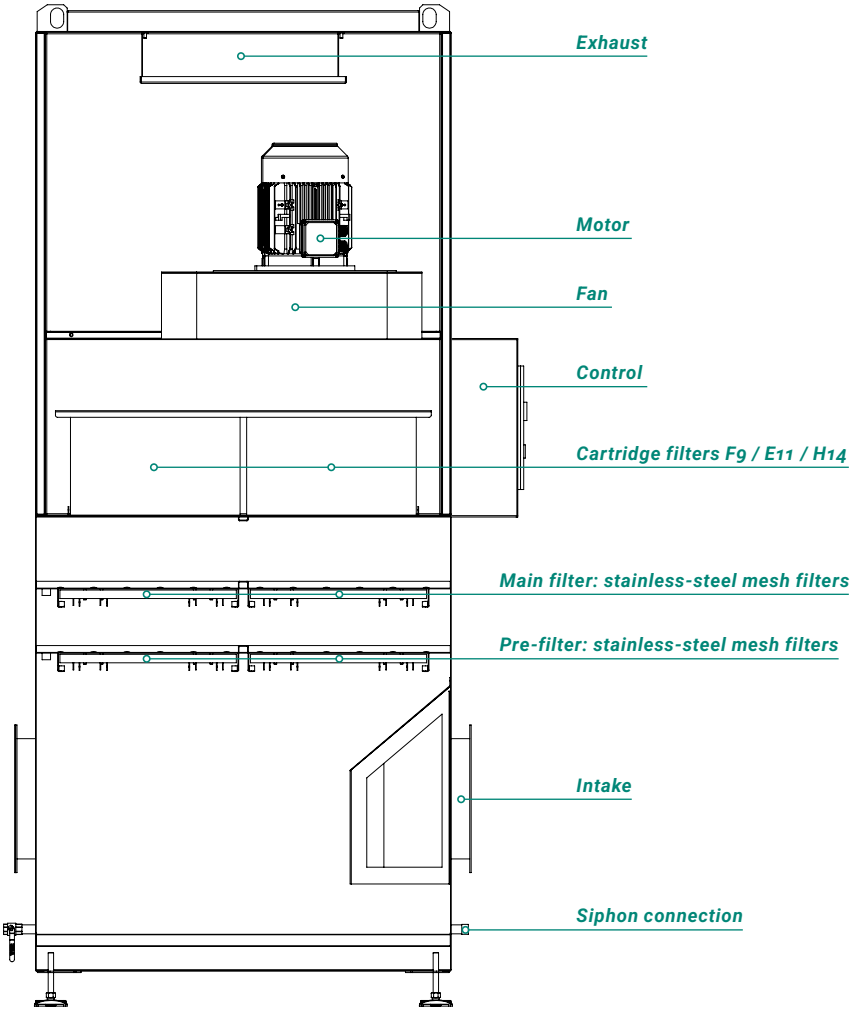 Exhaust
Motor
Fan
Control
Cartridge filters F9 / E11 / H14
Main filter: stainless-steel mesh filters
Pre-filter: stainless-steel mesh filters
Intake
Siphon connection